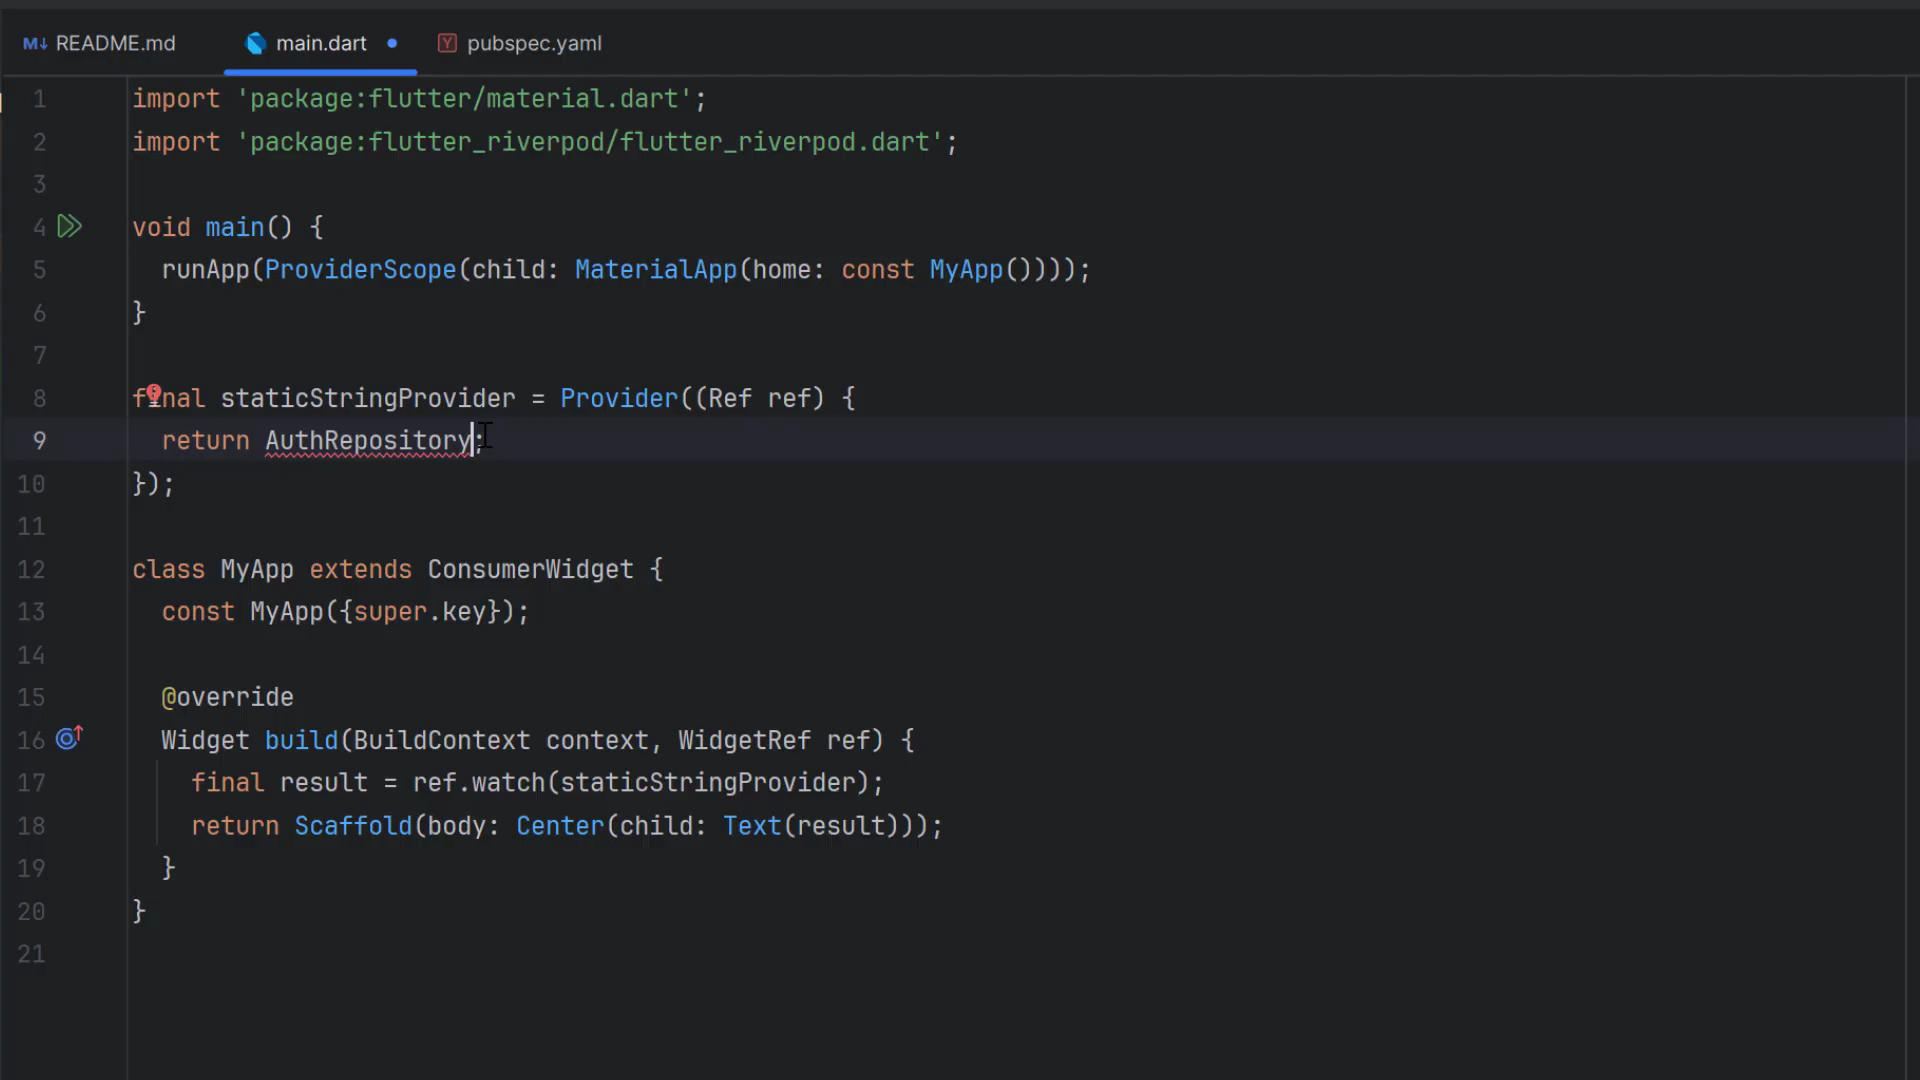 M↓ README.md main.dart Y pubspec.yaml
1 import 'package:flutter/material.dart';
2 import 'package:flutter_riverpod/flutter_riverpod.dart';
3
4 void main() {
5 runApp(ProviderScope(child: MaterialApp(home: const MyApp())));
6 }
7
8 final staticStringProvider = Provider((Ref ref) {
9 return AuthRepository;
10 });
11
12 class MyApp extends ConsumerWidget {
13 const MyApp({super.key});
14
15 @override
16 Widget build(BuildContext context, WidgetRef ref) {
17 final result = ref.watch(staticStringProvider);
18 return Scaffold(body: Center(child: Text(result)));
19 }
20 }
21